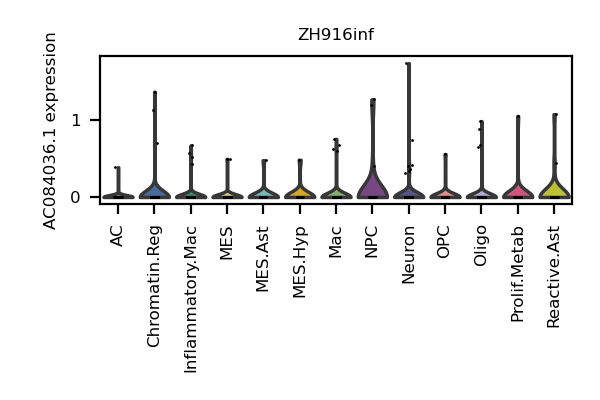 ZH916inf
AC084036.1 expression
1
0
AC
Chromatin.Reg
Inflammatory.Mac
MES
MES.Ast
MES.Hyp
Mac
NPC
Neuron
OPC
Oligo
Prolif.Metab
Reactive.Ast